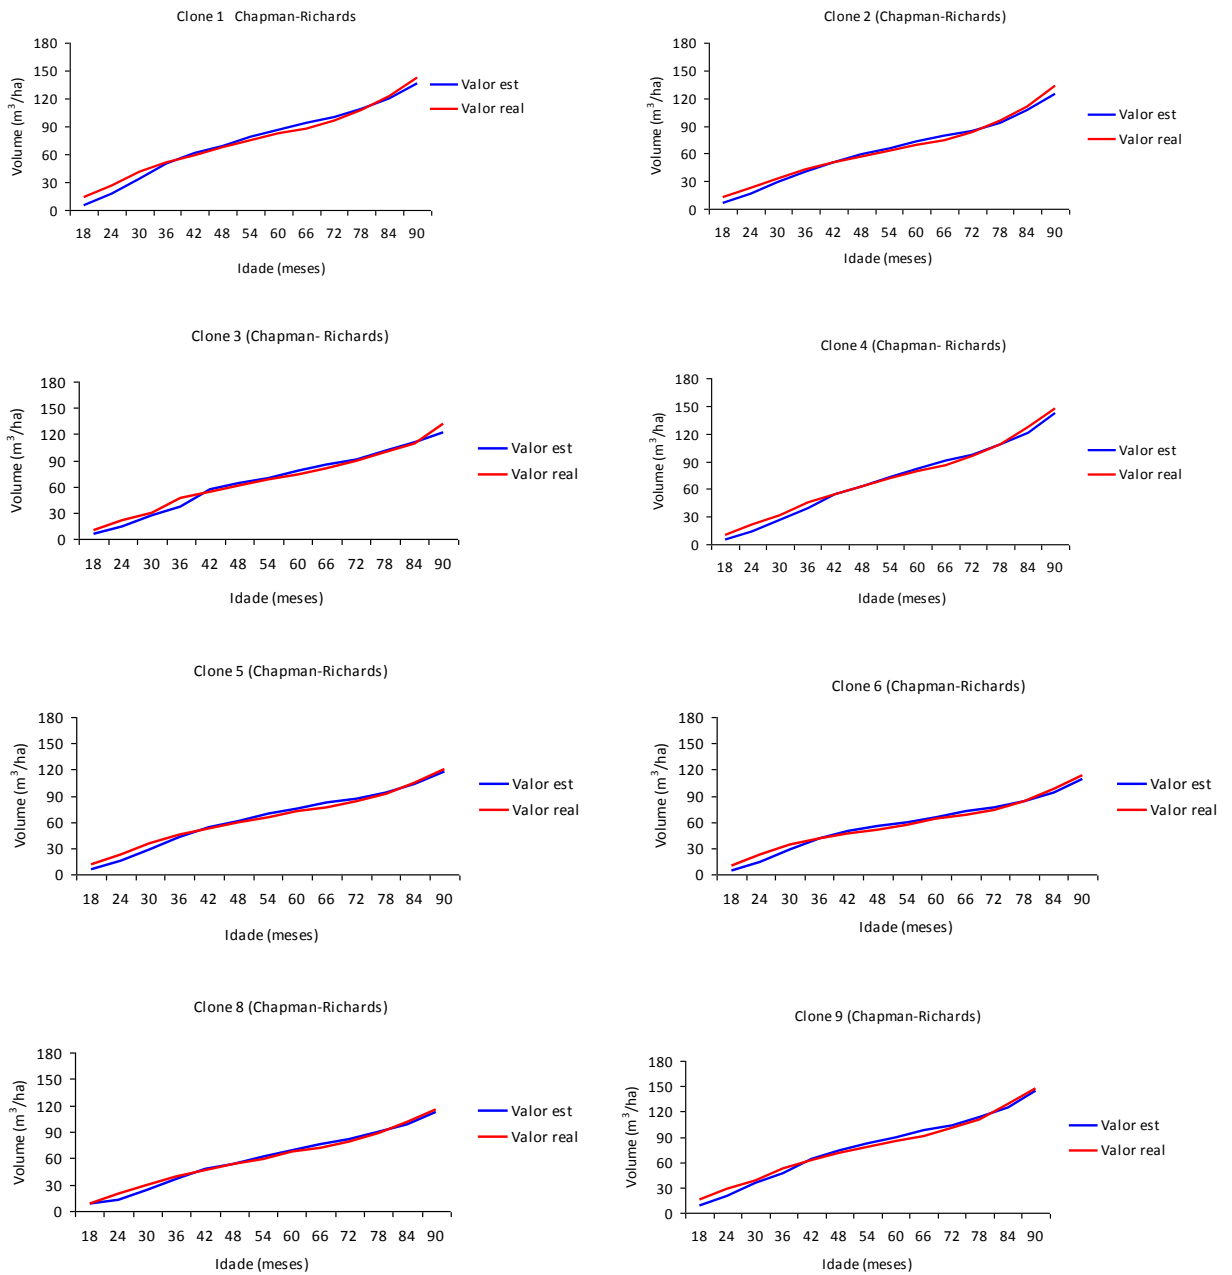 Clone 1 Chapman-Richards
180
150
120
90
60
30
0
Volume (m³/ha)
18 24 30 36 42 48 54 60 66 72 78 84 90
Idade (meses)
Valor est
Valor real
Clone 2 (Chapman-Richards)
180
150
120
90
60
30
0
Volume (m³/ha)
18 24 30 36 42 48 54 60 66 72 78 84 90
Idade (meses)
Valor est
Valor real
Clone 3 (Chapman- Richards)
180
150
120
90
60
30
0
Volume (m³/ha)
18 24 30 36 42 48 54 60 66 72 78 84 90
Idade (meses)
Valor est
Valor real
Clone 4 (Chapman- Richards)
180
150
120
90
60
30
0
Volume (m³/ha)
18 24 30 36 42 48 54 60 66 72 78 84 90
Idade (meses)
Valor est
Valor real
Clone 5 (Chapman-Richards)
180
150
120
90
60
30
0
Volume (m³/ha)
18 24 30 36 42 48 54 60 66 72 78 84 90
Idade (meses)
Valor est
Valor real
Clone 6 (Chapman-Richards)
180
150
120
90
60
30
0
Volume (m³/ha)
18 24 30 36 42 48 54 60 66 72 78 84 90
Idade (meses)
Valor est
Valor real
Clone 8 (Chapman-Richards)
180
150
120
90
60
30
0
Volume (m³/ha)
18 24 30 36 42 48 54 60 66 72 78 84 90
Idade (meses)
Valor est
Valor real
Clone 9 (Chapman-Richards)
180
150
120
90
60
30
0
Volume (m³/ha)
18 24 30 36 42 48 54 60 66 72 78 84 90
Idade (meses)
Valor est
Valor real